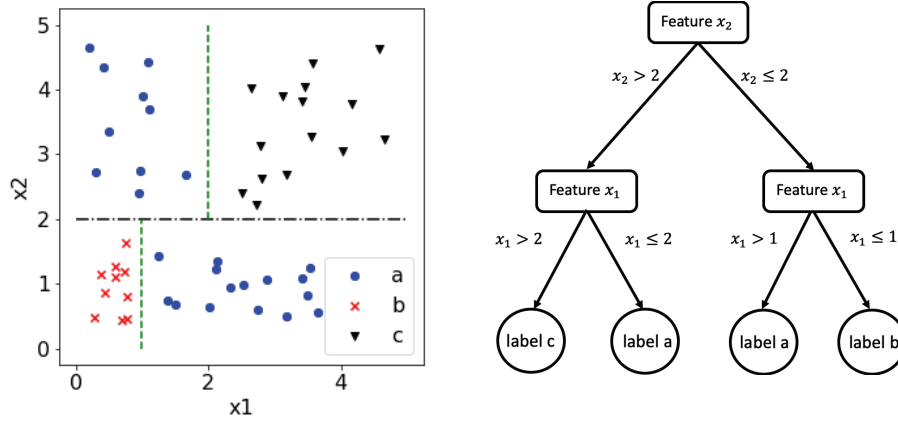 5
4
3
2
1
0
x2
0
2
4
x1
a
b
c
Feature x₂
x₂ > 2
x₂ ≤ 2
Feature x₁
Feature x₁
x₁ > 2
x₁ ≤ 2
x₁ > 1
x₁ ≤ 1
label c
label a
label a
label b